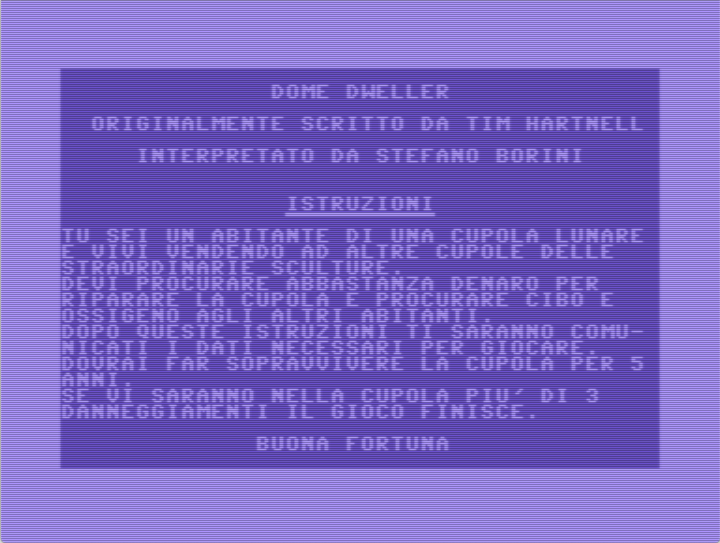 DOME DWELLER
ORIGINALMENTE SCRITTO DA TIM HARTNELL
INTERPRETATO DA STEFANO BORINI
ISTRUZIONI
TU SEI UN ABITANTE DI UNA CUPOLA LUNARE
E VIVI VENDENDO AD ALTRE CUPOLE DELLE
STRAORDINARIE SCULTURE.
DEVI PROCURARE ABBASTANZA DENARO PER
RIPARARE LA CUPOLA E PROCURARE CIBO E
OSSIGENO AGLI ALTRI ABITANTI.
DOPO QUESTE ISTRUZIONI TI SARANNO COMU-
NICATI I DATI NECESSARI PER GIOCARE.
DOVRAI FAR SOPRAVVIVERE LA CUPOLA PER 5
ANNI.
SE VI SARANNO NELLA CUPOLA PIU' DI 3
DANNEGGIAMENTI IL GIOCO FINISCE.
BUONA FORTUNA